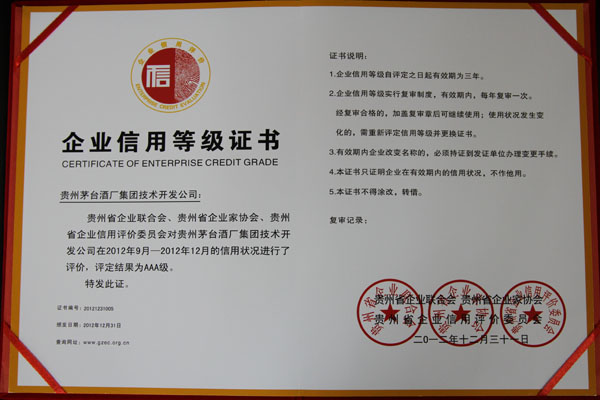 企业信用评价
信
ENTERPRISE CREDIT EVALUATION
企业信用等级证书
CERTIFICATE OF ENTERPRISE CREDIT GRADE
贵州茅台酒厂集团技术开发公司：
贵州省企业联合会、贵州省企业家协会、贵州
省企业信用评价委员会对贵州茅台酒厂集团技术开
发公司在2012年9月—2012年12月的信用状况进行了
评价，评定结果为AAA级。
特发此证。
证书编号：20121231005
颁发日期：2012年12月31日
查询网址：www.gzec.org.cn
证书说明：
1.企业信用等级自评定之日起有效期为三年。
2.企业信用等级实行复审制度，有效期内，每年复审一次。
经复审合格的，加盖复审章后可继续使用；使用状况发生变
化的，需重新评定信用等级并更换证书。
3.有效期内企业改变名称的，必须持证到发证单位办理变更手续。
4.本证书只证明企业在有效期内的信用状况，不作他用。
5.本证书不得涂改，转借。
复审记录：
贵州省企业联合会 贵州省企业家协会
贵州省企业信用评价委员会
二〇一二年十二月三十一日